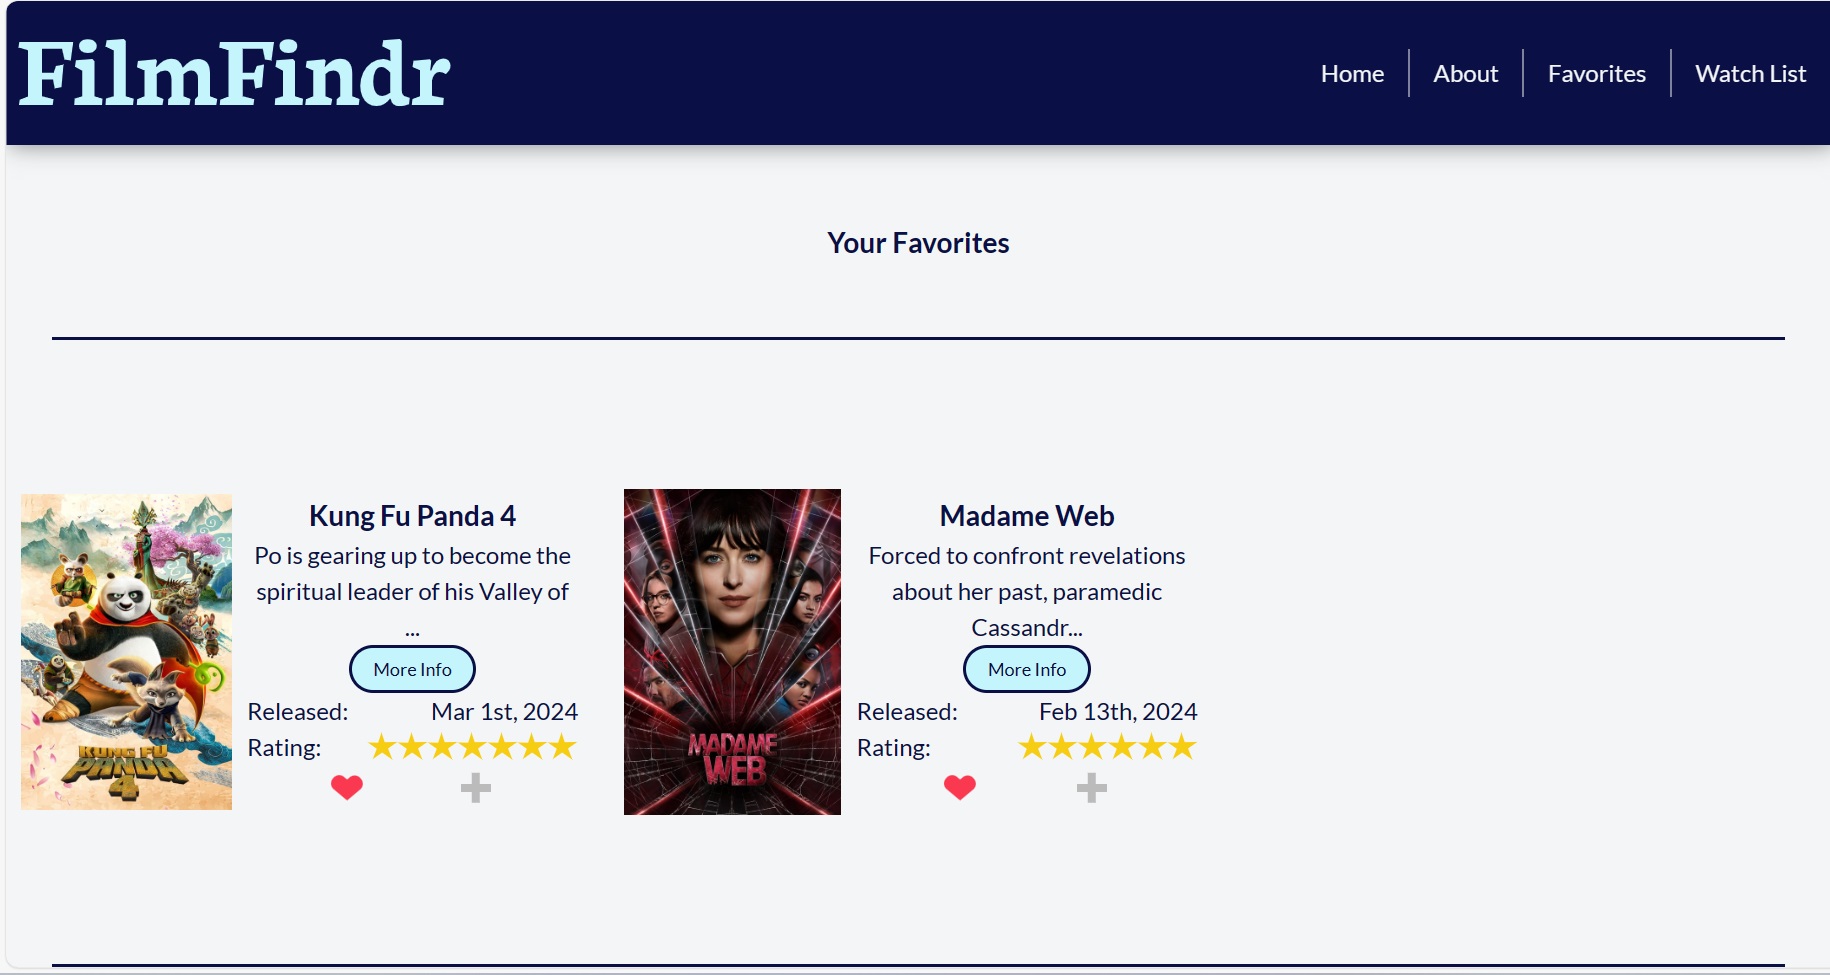 FilmFindr
Home
About
Favorites
Watch List
Your Favorites
KUNG FU
PANDA
4
Kung Fu Panda 4
Po is gearing up to become the
spiritual leader of his Valley of
...
More Info
Released: Mar 1st, 2024
Rating: ★★★★★★★
MADAME
WEB
Madame Web
Forced to confront revelations
about her past, paramedic
Cassandr...
More Info
Released: Feb 13th, 2024
Rating: ★★★★★★